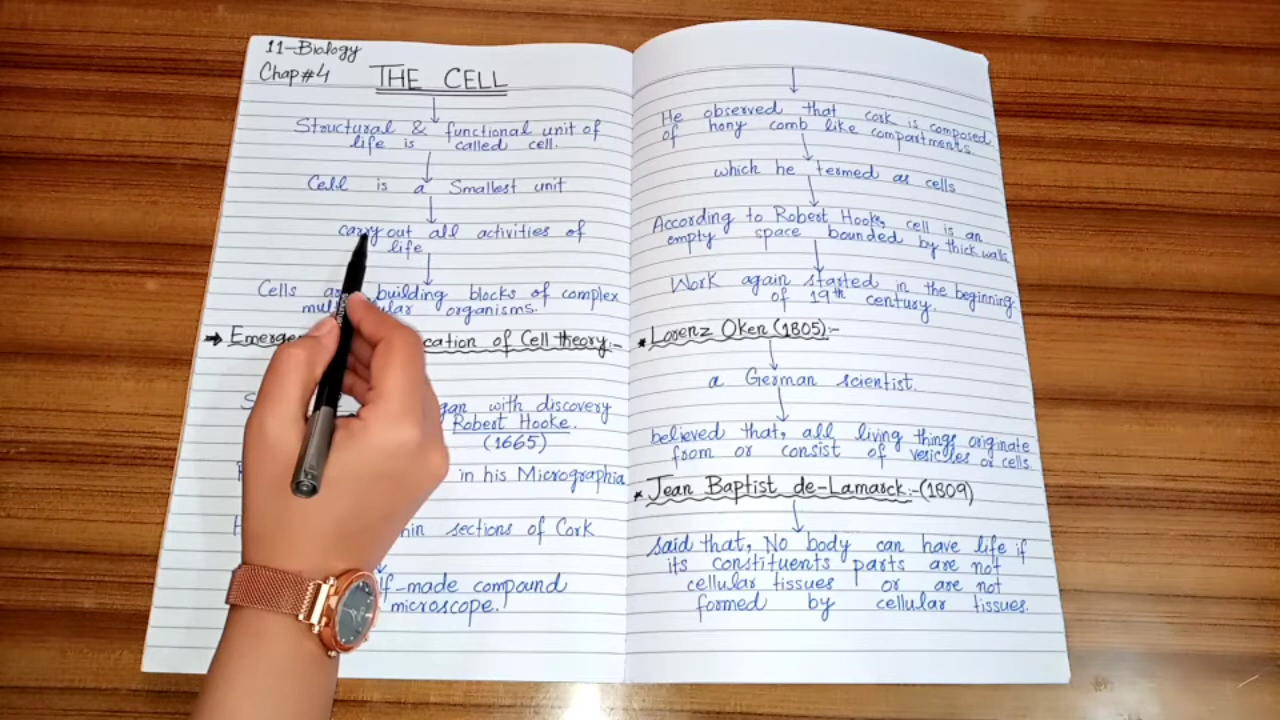 11-Biology
Chap#4
THE CELL
Structural & functional unit of
life is called cell.
Cell is a Smallest unit
carry out all activities of
life
Cells building blocks of complex
organisms.
cation of Cell theory:-
with discovery
Robert Hooke.
(1665)
in his Micrographia
sections of Cork
-made compound
microscope.
He observed that cork is composed
of hony comb like compartments.
which he termed as cells
According to Robert Hooke, cell is an
empty space bounded by thick walls
Work again started in the beginning
of 19th century.
* Lorenz Oken (1805):-
a German scientist.
believed that, all living things originate
from or consist of vesicles or cells.
* Jean Baptist de-Lamarck:-(1809)
said that, No body can have life if
its constituents parts are not
cellular tissues or are not
formed by cellular tissues.